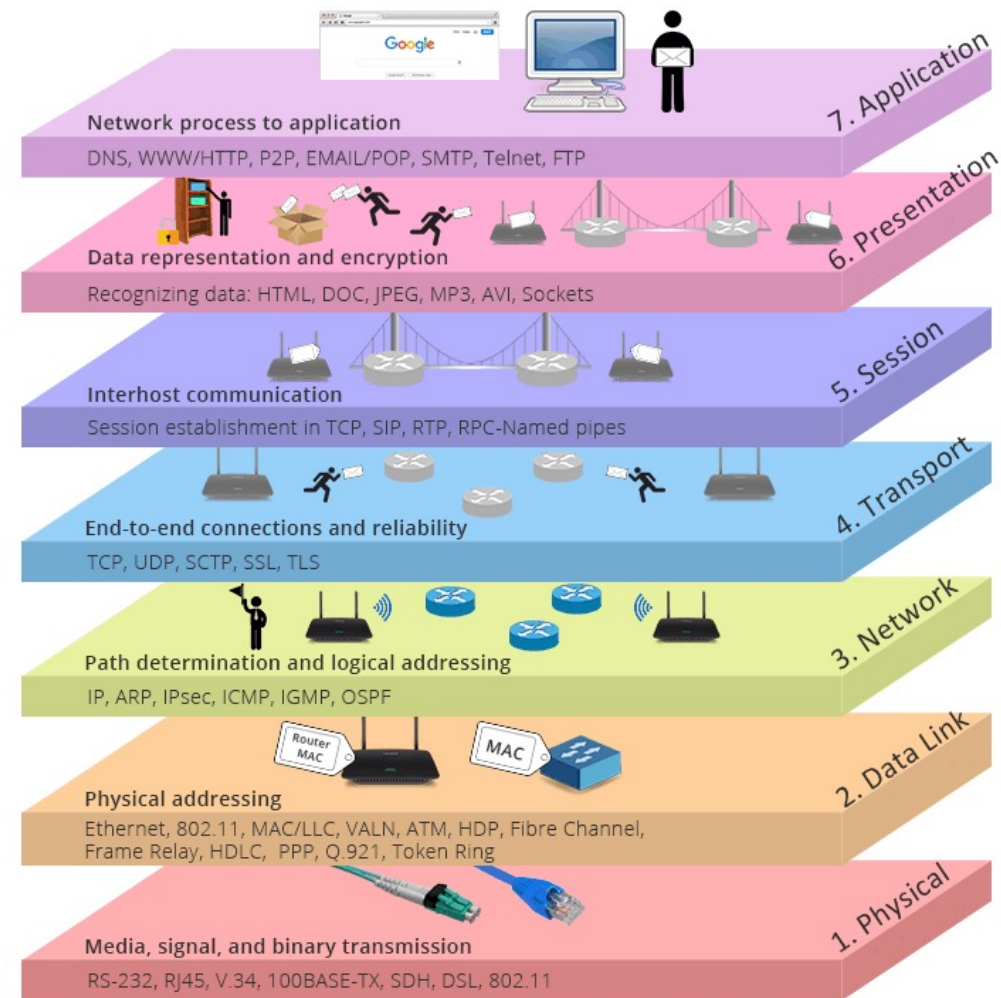 Google
7. Application
Network process to application
DNS, WWW/HTTP, P2P, EMAIL/POP, SMTP, Telnet, FTP
6. Presentation
Data representation and encryption
Recognizing data: HTML, DOC, JPEG, MP3, AVI, Sockets
5. Session
Interhost communication
Session establishment in TCP, SIP, RTP, RPC-Named pipes
4. Transport
End-to-end connections and reliability
TCP, UDP, SCTP, SSL, TLS
3. Network
Path determination and logical addressing
IP, ARP, IPsec, ICMP, IGMP, OSPF
2. Data Link
Router
MAC
MAC
Physical addressing
Ethernet, 802.11, MAC/LLC, VALN, ATM, HDP, Fibre Channel,
Frame Relay, HDLC, PPP, Q.921, Token Ring
1. Physical
Media, signal, and binary transmission
RS-232, RJ45, V.34, 100BASE-TX, SDH, DSL, 802.11